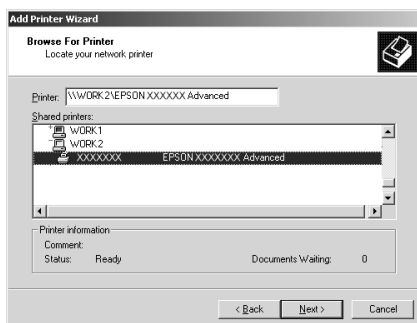 Add Printer Wizard
Browse For Printer
Locate your network printer
Printer: \\WORK2\EPSON XXXXXX Advanced
Shared printers:
WORK1
WORK2
XXXXXXX EPSON XXXXXXX Advanced
Printer information
Comment:
Status: Ready Documents Waiting: 0
< Back Next > Cancel